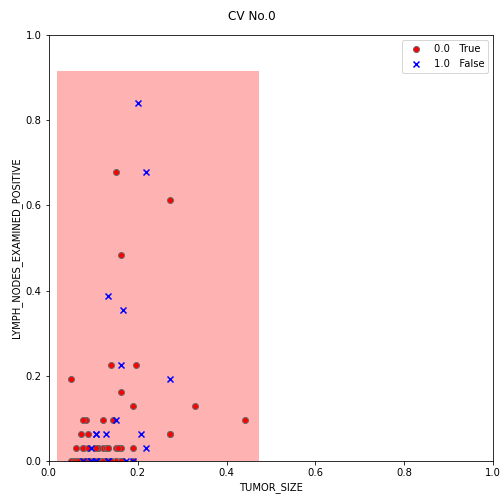 CV No.0
1.0
0.0 True
1.0 False
0.8
0.6
0.4
0.2
0.0
LYMPH_NODES_EXAMINED_POSITIVE
0.0 0.2 0.4 0.6 0.8 1.0
TUMOR_SIZE